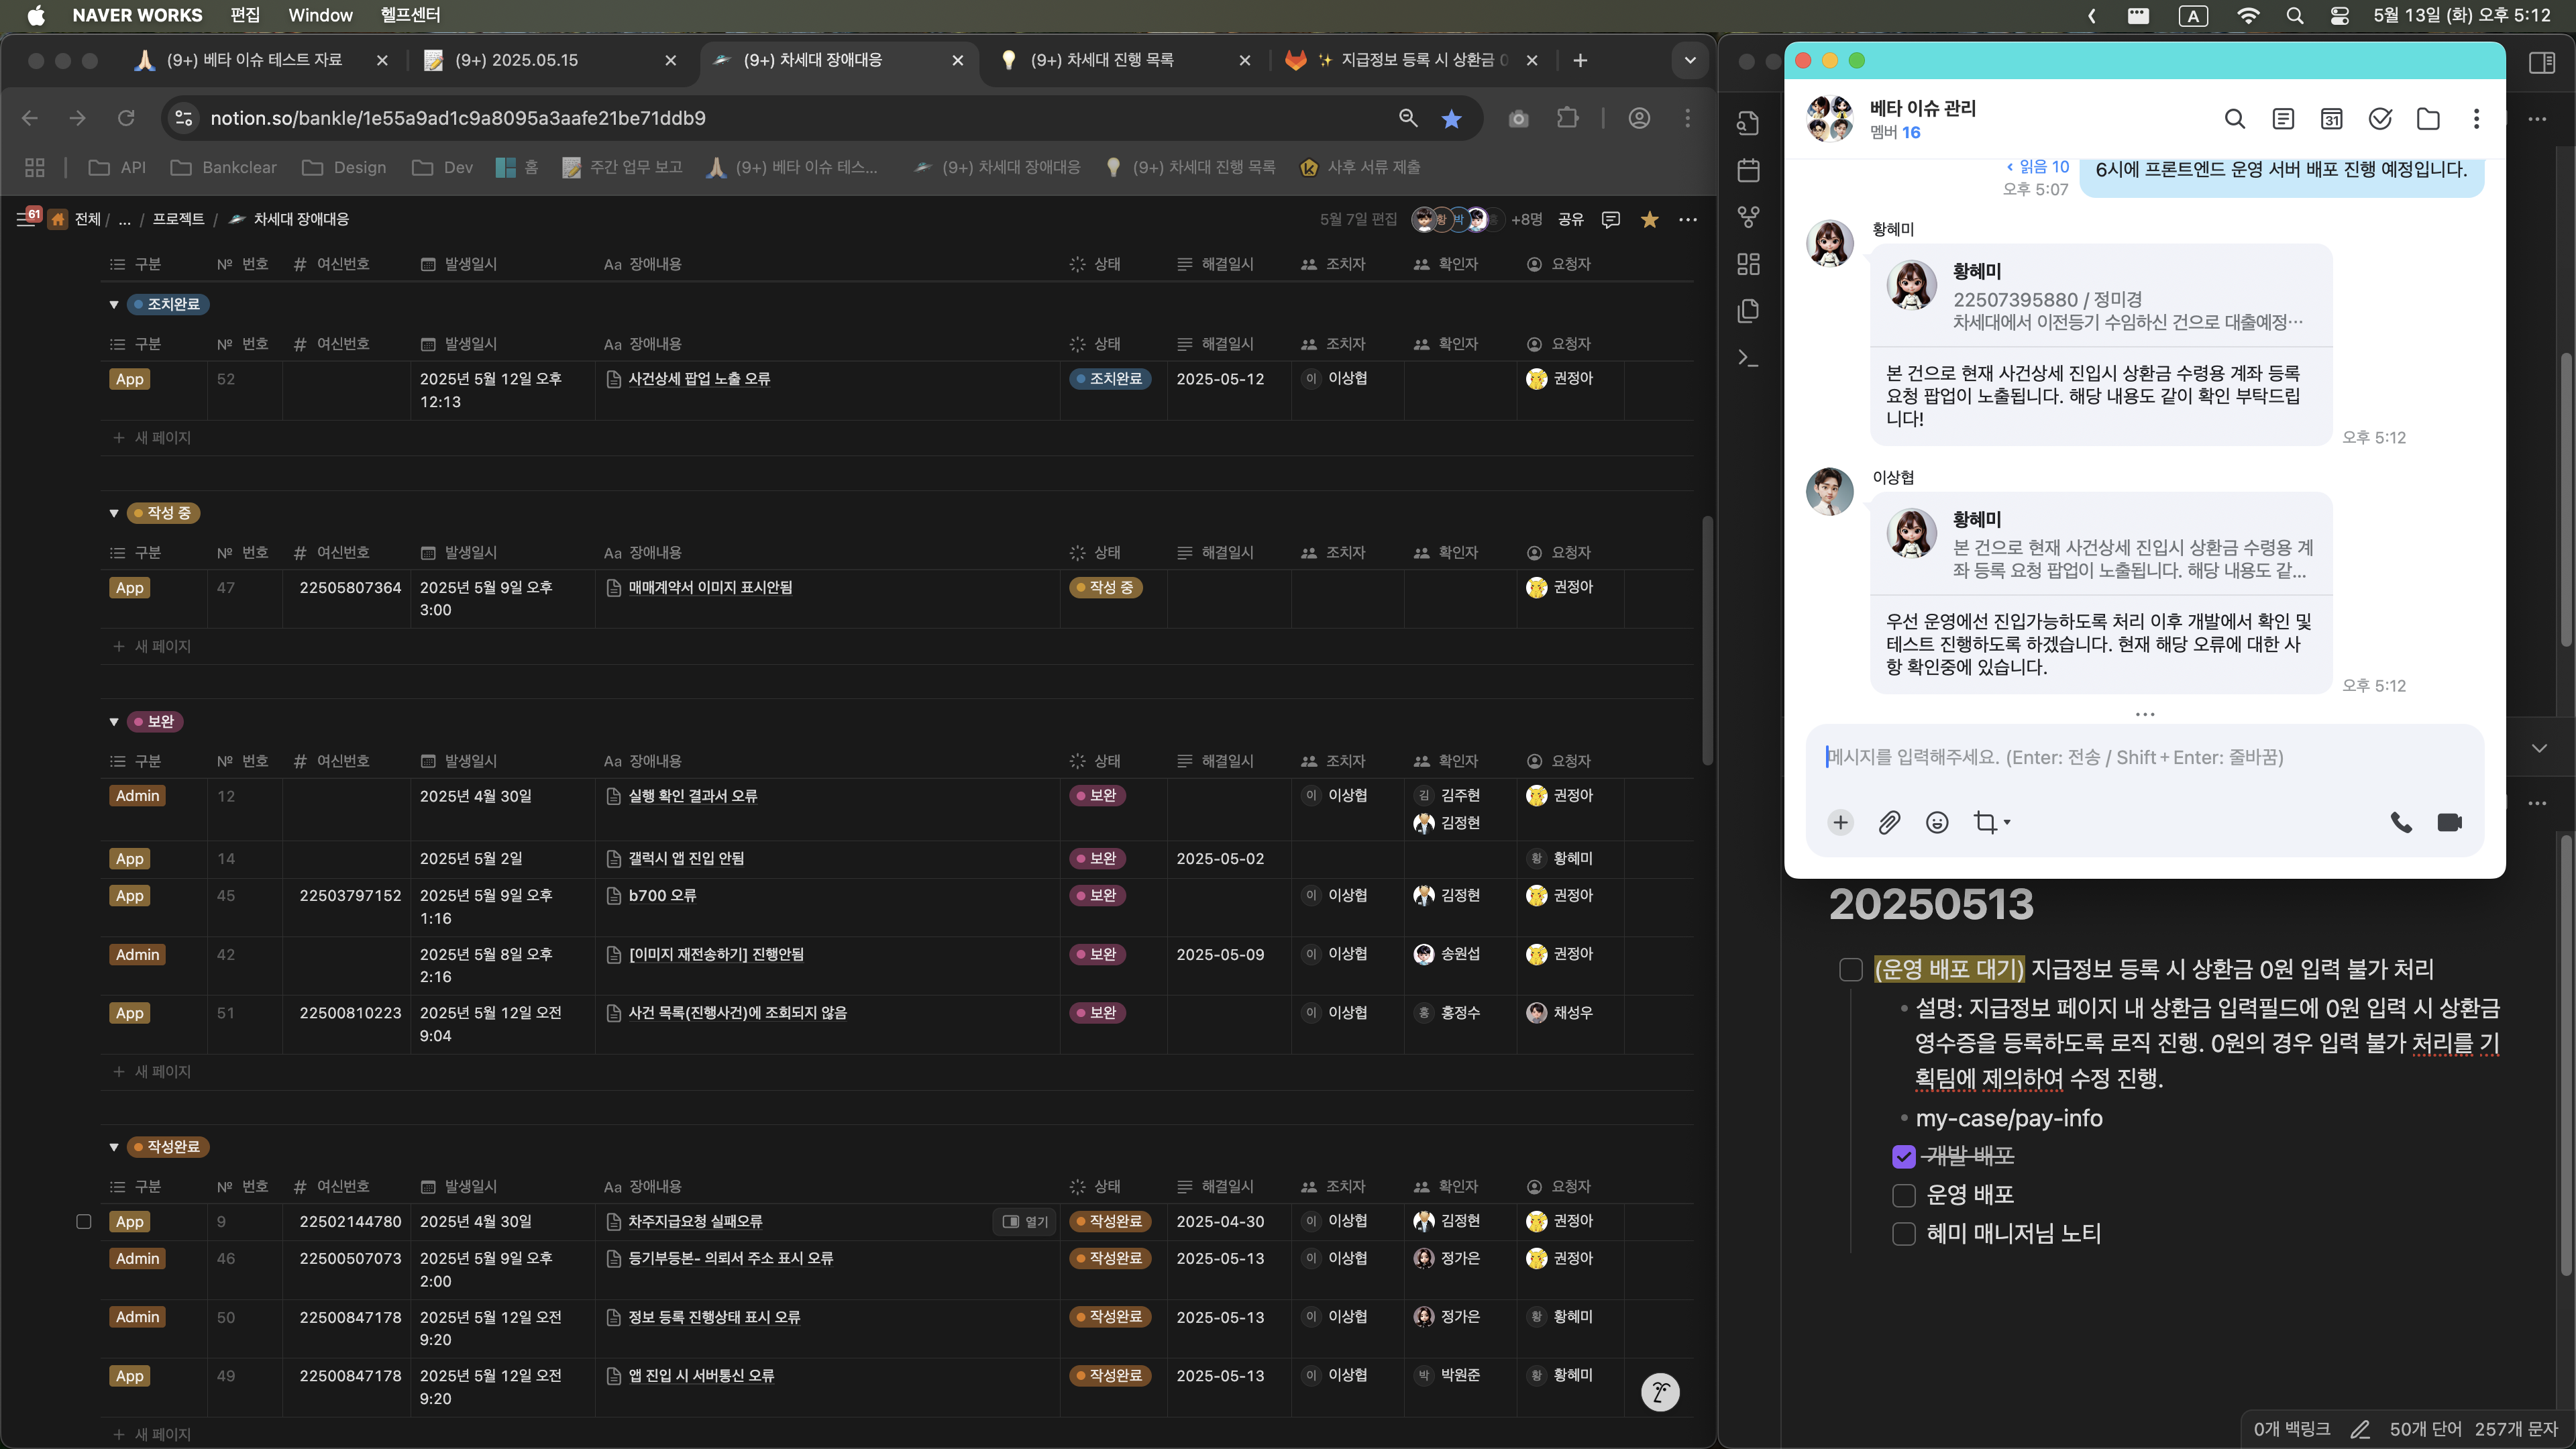 NAVER WORKS 편집 Window 헬프센터
A 5월 13일 (화) 오후 5:12
(9+) 베타 이슈 테스트 자료
(9+) 2025.05.15
(9+) 차세대 장애대응
(9+) 차세대 진행 목록
✨ 지급정보 등록 시 상환금
notion.so/bankle/1e55a9ad1c9a8095a3aafe21be71ddb9
API Bankclear Design Dev 홈 주간 업무 보고 (9+) 베타 이슈 테스... (9+) 차세대 장애대응 (9+) 차세대 진행 목록 사후 서류 제출
61 전체 / ... / 프로젝트 / 차세대 장애대응
5월 7일 편집 황 박 +8명 공유
구분 Nº 번호 # 여신번호 발생일시 Aa 장애내용 상태 해결일시 조치자 확인자 요청자
조치완료
구분 Nº 번호 # 여신번호 발생일시 Aa 장애내용 상태 해결일시 조치자 확인자 요청자
App 52 2025년 5월 12일 오후 12:13 사건상세 팝업 노출 오류 조치완료 2025-05-12 이 이상협 권정아
+ 새 페이지
작성 중
구분 Nº 번호 # 여신번호 발생일시 Aa 장애내용 상태 해결일시 조치자 확인자 요청자
App 47 22505807364 2025년 5월 9일 오후 3:00 매매계약서 이미지 표시안됨 작성 중 권정아
+ 새 페이지
보완
구분 Nº 번호 # 여신번호 발생일시 Aa 장애내용 상태 해결일시 조치자 확인자 요청자
Admin 12 2025년 4월 30일 실행 확인 결과서 오류 보완 이 이상협 김 김주현 김정현 권정아
App 14 2025년 5월 2일 갤럭시 앱 진입 안됨 보완 2025-05-02 황 황혜미
App 45 22503797152 2025년 5월 9일 오후 1:16 b700 오류 보완 이 이상협 김정현 권정아
Admin 42 2025년 5월 8일 오후 2:16 [이미지 재전송하기] 진행안됨 보완 2025-05-09 이 이상협 송원섭 권정아
App 51 22500810223 2025년 5월 12일 오전 9:04 사건 목록(진행사건)에 조회되지 않음 보완 이 이상협 홍 홍정수 채성우
+ 새 페이지
작성완료
구분 Nº 번호 # 여신번호 발생일시 Aa 장애내용 상태 해결일시 조치자 확인자 요청자
App 9 22502144780 2025년 4월 30일 차주지급요청 실패오류 열기 작성완료 2025-04-30 이 이상협 김정현 권정아
Admin 46 22500507073 2025년 5월 9일 오후 2:00 등기부등본- 의뢰서 주소 표시 오류 작성완료 2025-05-13 이 이상협 정가은 권정아
Admin 50 22500847178 2025년 5월 12일 오전 9:20 정보 등록 진행상태 표시 오류 작성완료 2025-05-13 이 이상협 정가은 황 황혜미
App 49 22500847178 2025년 5월 12일 오전 9:20 앱 진입 시 서버통신 오류 작성완료 2025-05-13 이 이상협 박 박원준 황 황혜미
+ 새 페이지
베타 이슈 관리
멤버 16
31
읽음 10
오후 5:07
6시에 프론트엔드 운영 서버 배포 진행 예정입니다.
황혜미
황혜미
22507395880 / 정미경
차세대에서 이전등기 수임하신 건으로 대출예정…
본 건으로 현재 사건상세 진입시 상환금 수령용 계좌 등록
요청 팝업이 노출됩니다. 해당 내용도 같이 확인 부탁드립
니다!
오후 5:12
이상협
황혜미
본 건으로 현재 사건상세 진입시 상환금 수령용 계
좌 등록 요청 팝업이 노출됩니다. 해당 내용도 같...
우선 운영에선 진입가능하도록 처리 이후 개발에서 확인 및
테스트 진행하도록 하겠습니다. 현재 해당 오류에 대한 사
항 확인중에 있습니다.
오후 5:12
메시지를 입력해주세요. (Enter: 전송 / Shift+Enter: 줄바꿈)
20250513
(운영 배포 대기) 지급정보 등록 시 상환금 0원 입력 불가 처리
설명: 지급정보 페이지 내 상환금 입력필드에 0원 입력 시 상환금
영수증을 등록하도록 로직 진행. 0원의 경우 입력 불가 처리를 기
획팀에 제의하여 수정 진행.
my-case/pay-info
개발 배포
운영 배포
혜미 매니저님 노티
0개 백링크 50개 단어 257개 문자